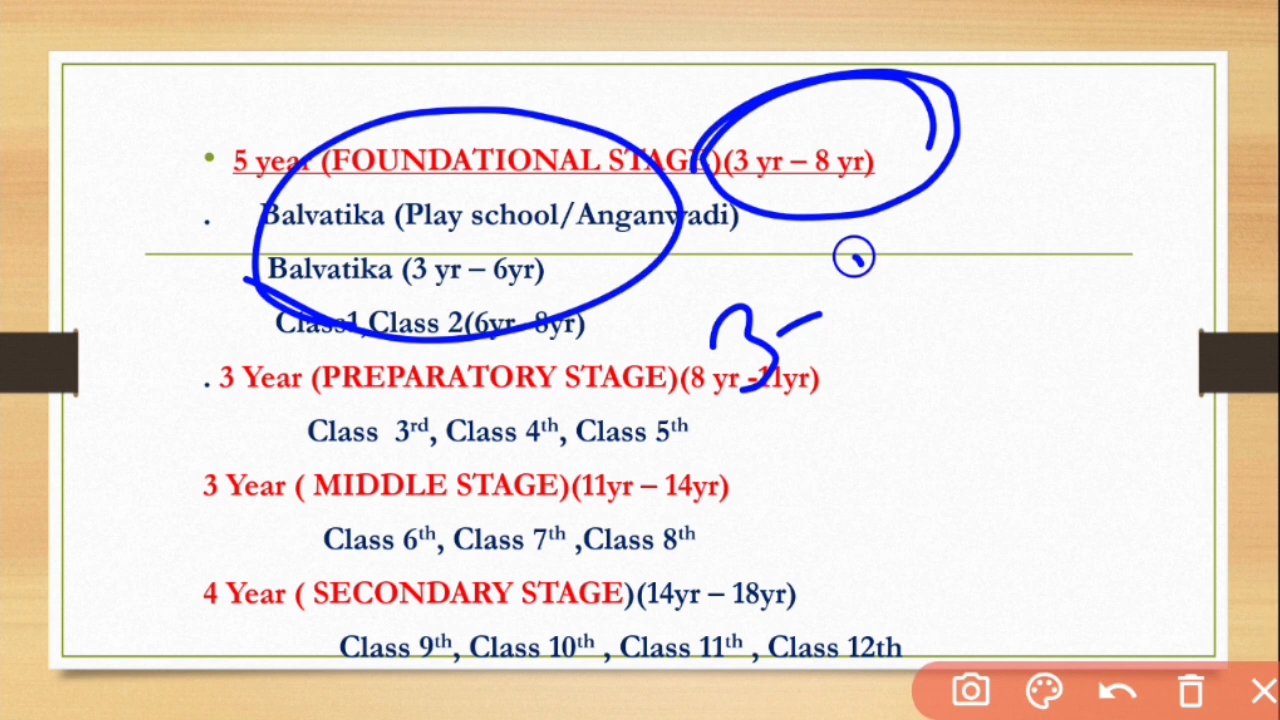 • 5 year (FOUNDATIONAL STAGE)(3 yr – 8 yr)
. Balvatika (Play school/Anganwadi)
Balvatika (3 yr – 6yr)
Class1,Class 2(6yr- 8yr)
3-
. 3 Year (PREPARATORY STAGE)(8 yr -11yr)
Class 3rd, Class 4th, Class 5th
3 Year ( MIDDLE STAGE)(11yr – 14yr)
Class 6th, Class 7th ,Class 8th
4 Year ( SECONDARY STAGE)(14yr – 18yr)
Class 9th, Class 10th , Class 11th , Class 12th